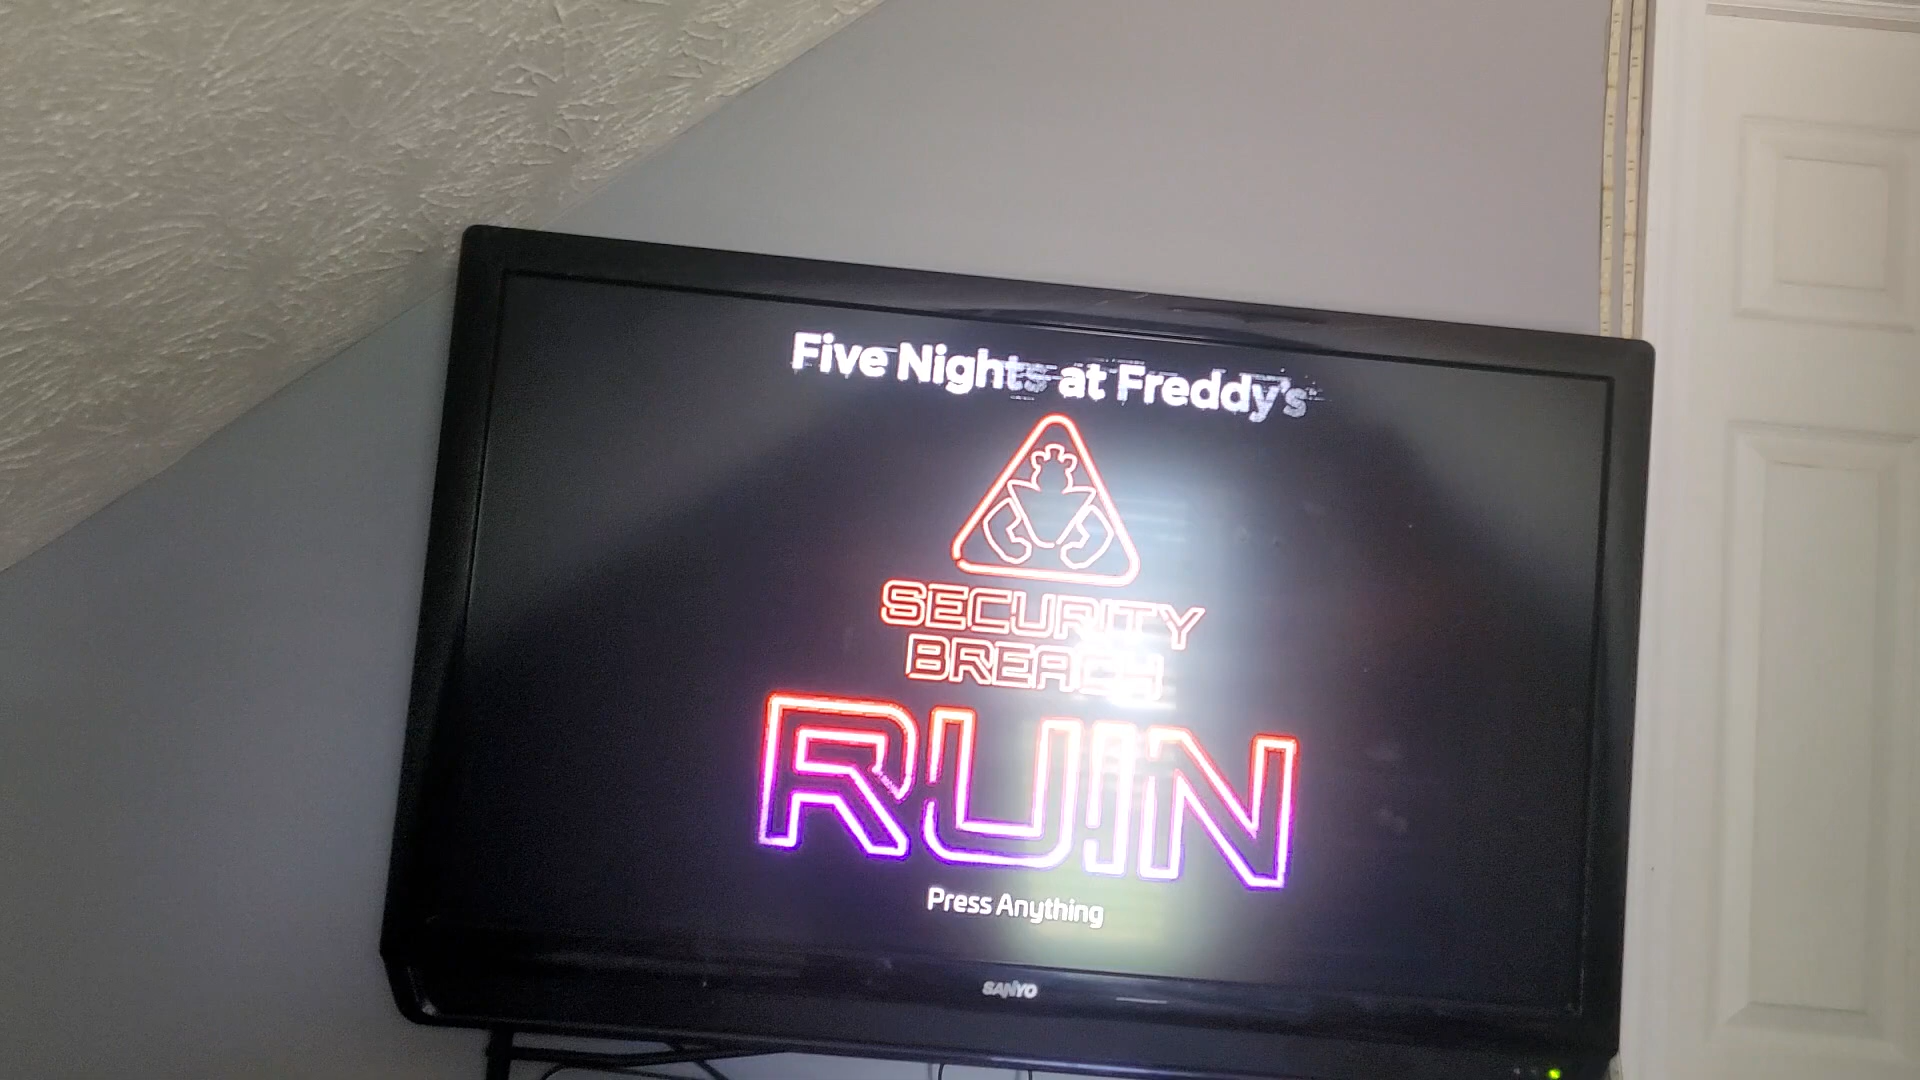 Five Nights at Freddy's
SECURITY
BREACH
RUIN
Press Anything
SANYO